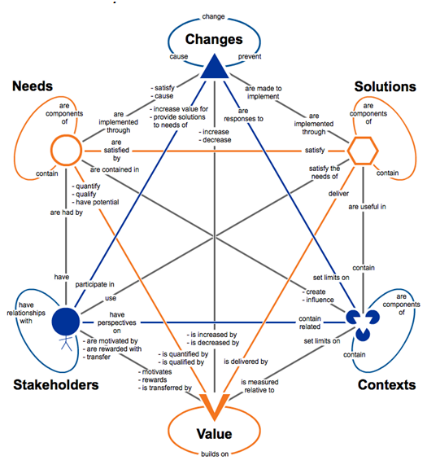 change
Changes
cause
prevent
Needs
Solutions
- satisfy
- cause
are made to
implement
are
components
of
are
components
of
are
implemented
through
- increase value for
- provide solutions
to needs of
are
responses to
are
implemented
through
- increase
- decrease
are
satisfied
by
satisfy
are contained in
satisfy the
needs of
contain
contain
- quantify
- qualify
- have potential
deliver
are had by
are useful in
have
set limits on
contain
participate in
use
- create
- influence
have
relationships
with
are
components
of
have
perspectives
on
contain
related
- are motivated by
- are rewarded with
- transfer
- is increased by
- is decreased by
set limits on
- is quantified by
- is qualified by
is delivered by
contain
- motivates
- rewards
- is transferred by
is measured
relative to
Stakeholders
Contexts
Value
builds on